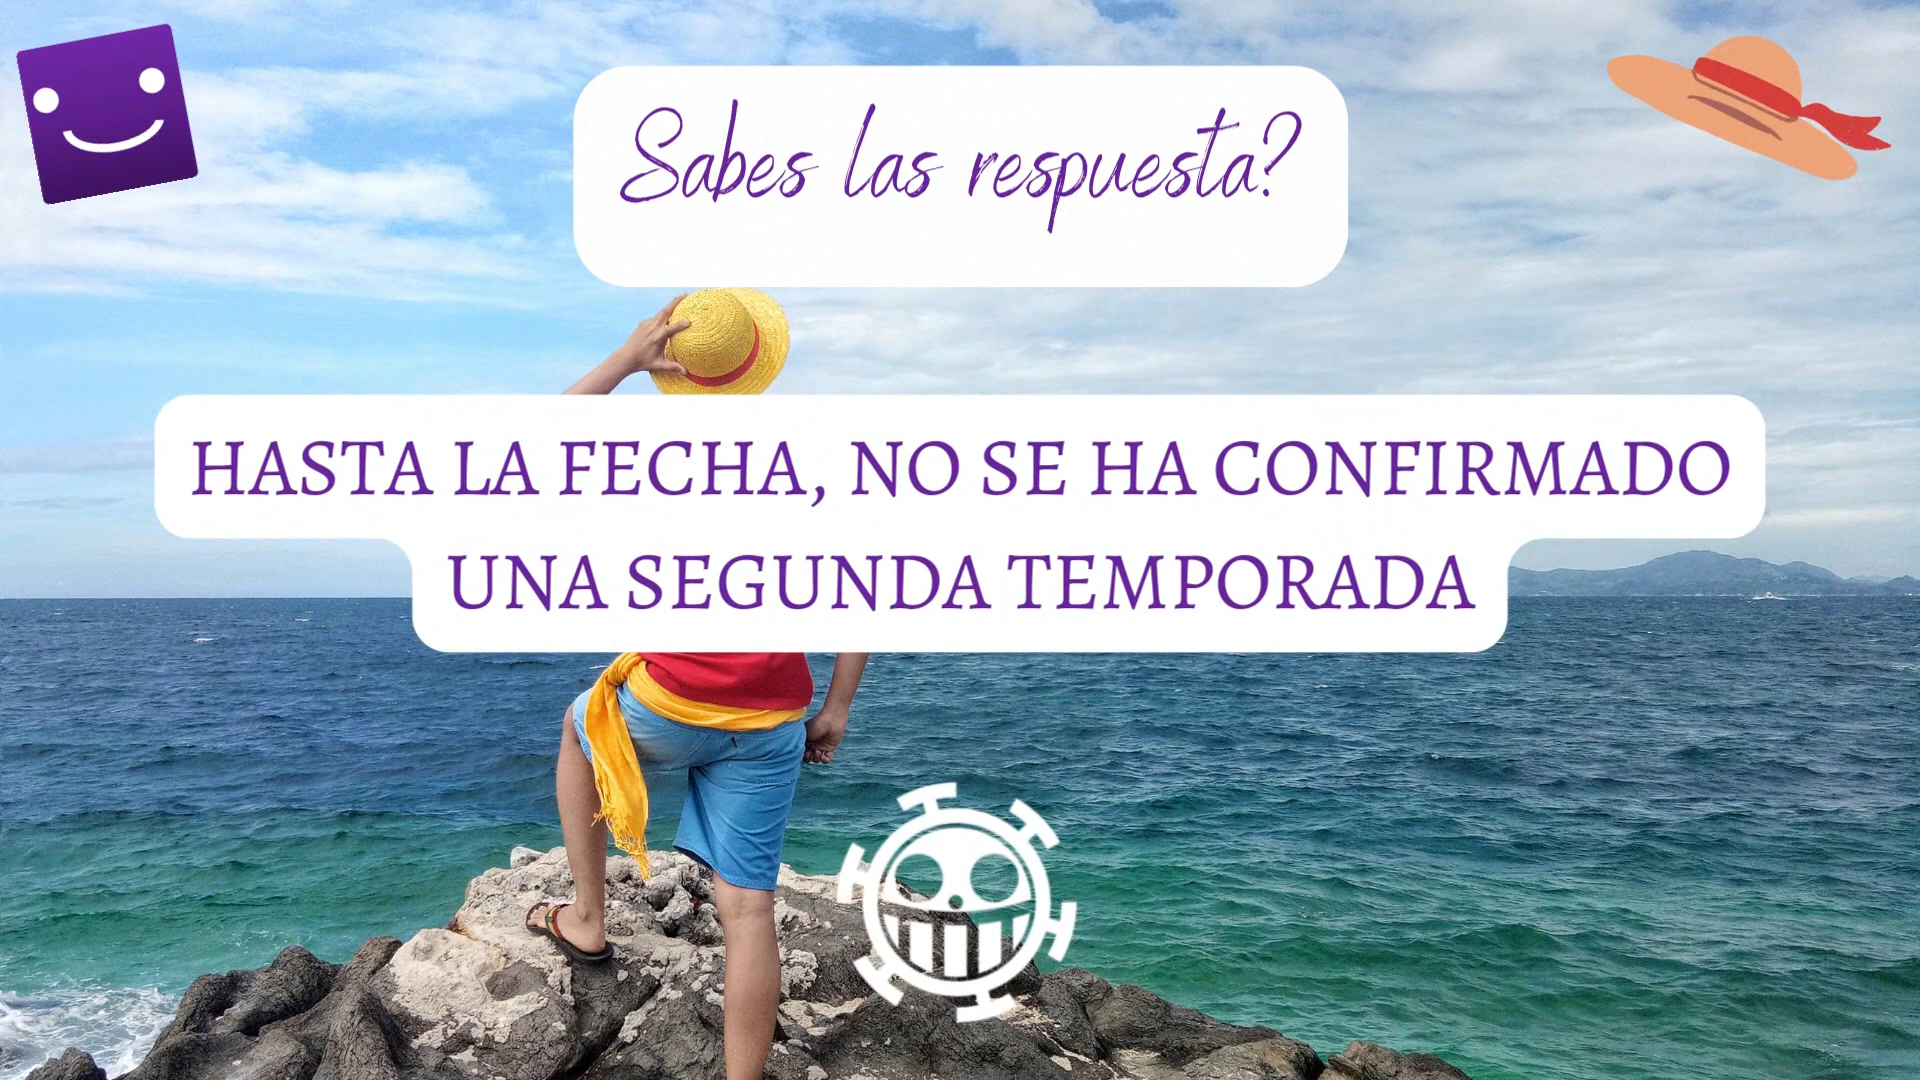 Sabes las respuesta?
HASTA LA FECHA, NO SE HA CONFIRMADO
UNA SEGUNDA TEMPORADA